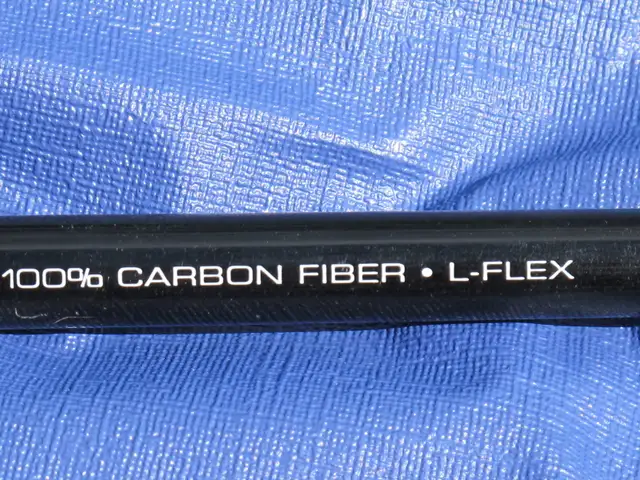 100% CARBON FIBER • L-FLEX